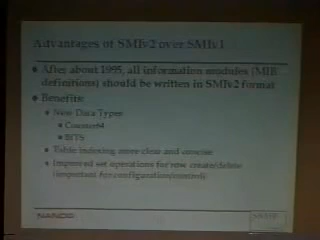 Advantages of SMIv2 over SMIv1
After about 1995, all information modules (MIB
definitions) should be written in SMIv2 format
Benefits
New Data Types
Counter64
BITS
Table indexing more clear and concise
Improved set operations for row create/delete
(important for configuration/control)
NANOG